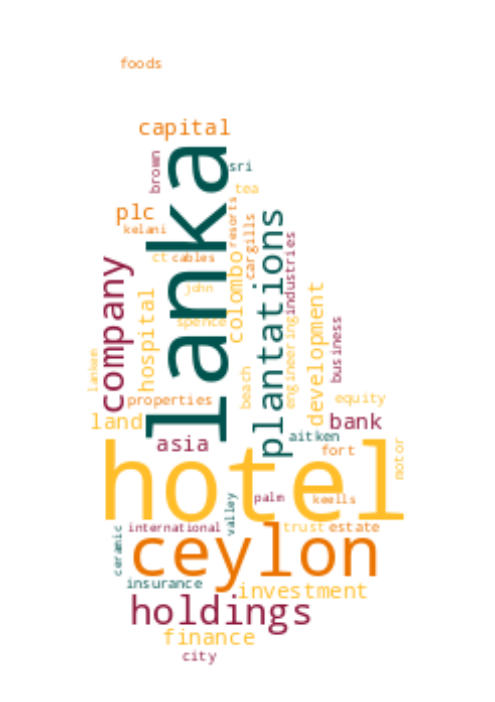 foods
capital
brown
lanka
sri
tea
plc
resorts
kelani
cargills
plantations
ct
cables
colombo
industries
company
john
hospital
spence
engineering
development
business
lankem
beach
properties
equity
land
bank
asia
aitken
fort
motor
hotel
palm
keells
valley
international
trust
estate
ceramic
ceylon
insurance
investment
holdings
finance
city